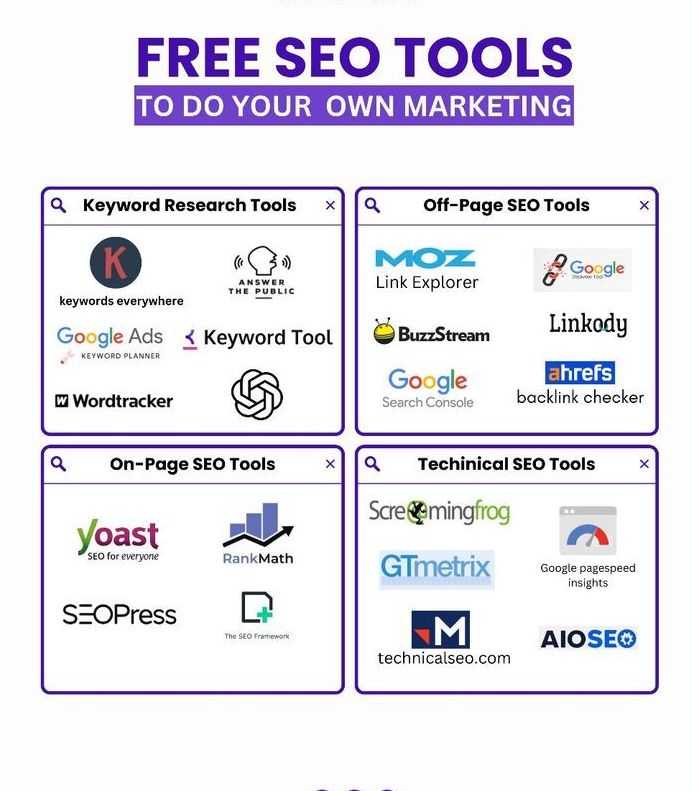 FREE SEO TOOLS
TO DO YOUR OWN MARKETING
Keyword Research Tools
K
keywords everywhere
ANSWER
THE PUBLIC
Google Ads
KEYWORD PLANNER
Keyword Tool
W Wordtracker
Off-Page SEO Tools
MOZ
Link Explorer
Google
Disavow Tool
BuzzStream
Linkody
Google
Search Console
ahrefs
backlink checker
On-Page SEO Tools
yoast
SEO for everyone
RankMath
SEOPress
The SEO Framework
Techinical SEO Tools
Screamingfrog
Google pagespeed
insights
GTmetrix
M
technicalseo.com
AIOSEO